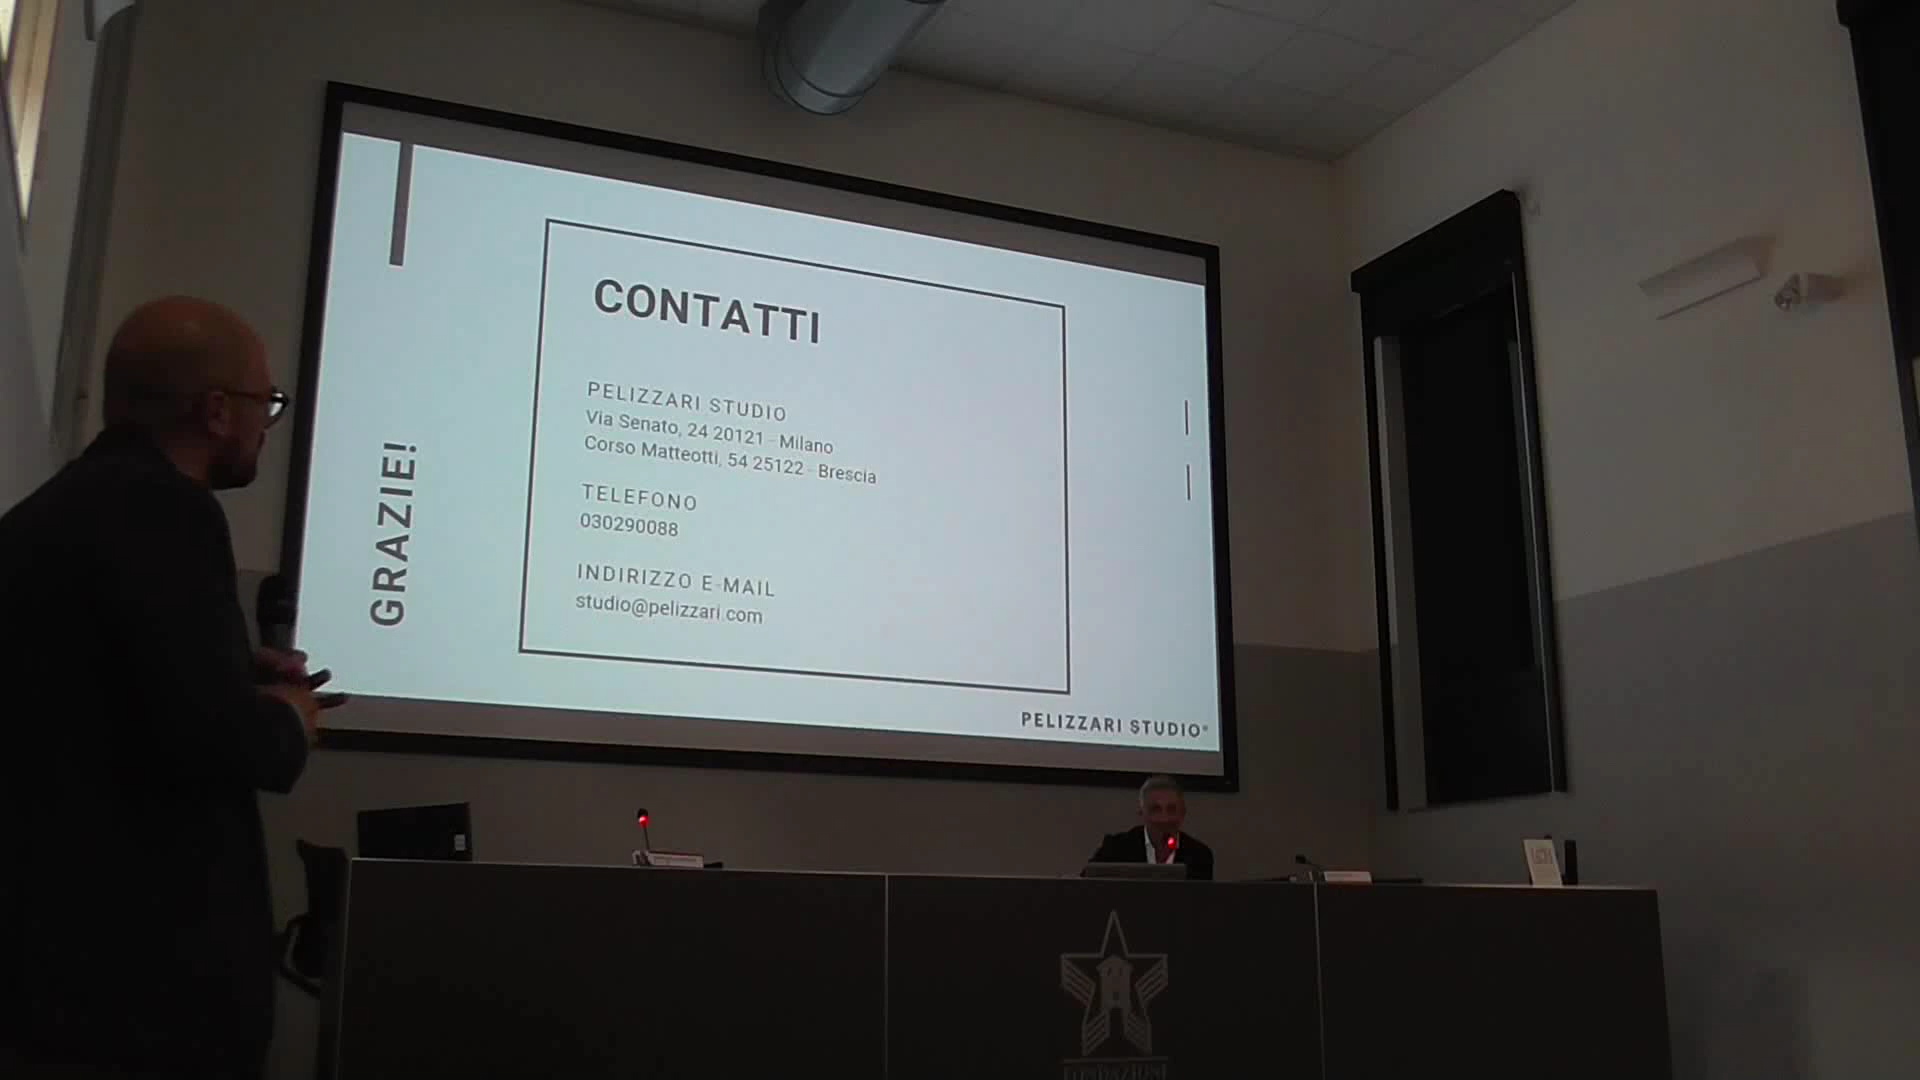 GRAZIE!
CONTATTI
PELIZZARI STUDIO
Via Senato, 24 20121 - Milano
Corso Matteotti, 54 25122 - Brescia
TELEFONO
030290088
INDIRIZZO E-MAIL
studio@pelizzari.com
PELIZZARI STUDIO®
FONDAZIONE